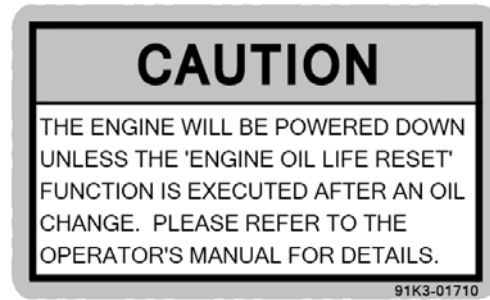 CAUTION
THE ENGINE WILL BE POWERED DOWN
UNLESS THE 'ENGINE OIL LIFE RESET'
FUNCTION IS EXECUTED AFTER AN OIL
CHANGE.  PLEASE REFER TO THE
OPERATOR'S MANUAL FOR DETAILS.
91K3-01710